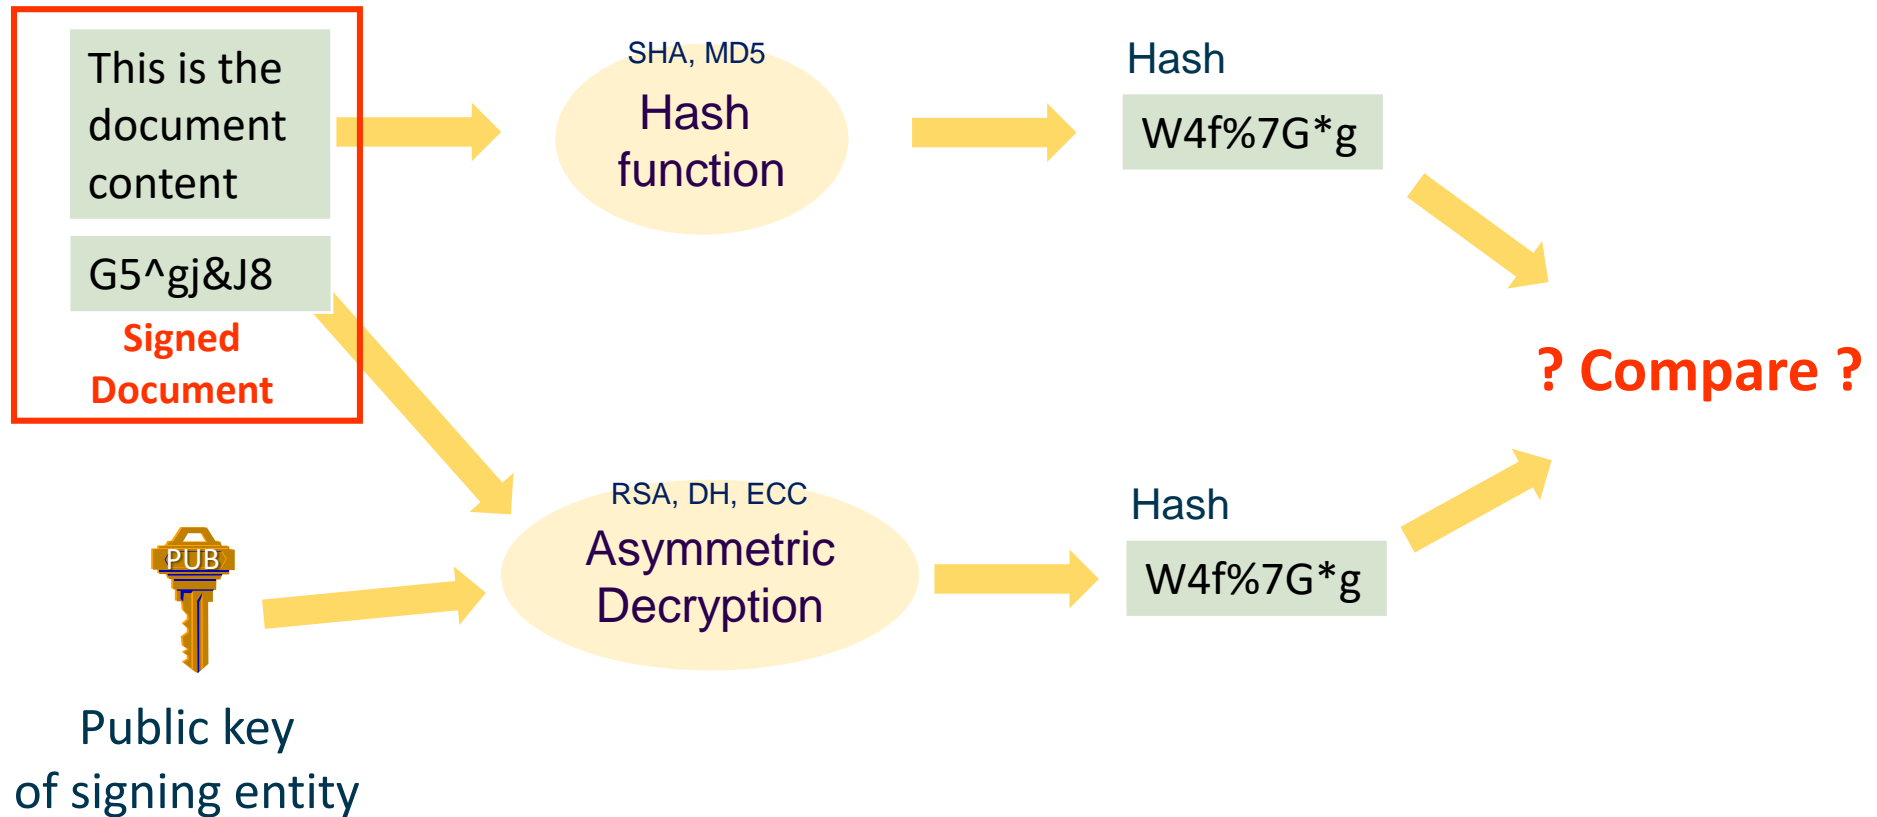 This is the
document
content
G5^gj&J8
Signed
Document
SHA, MD5
Hash
function
Hash
W4f%7G*g
? Compare ?
RSA, DH, ECC
Asymmetric
Decryption
Hash
W4f%7G*g
PUB
Public key
of signing entity